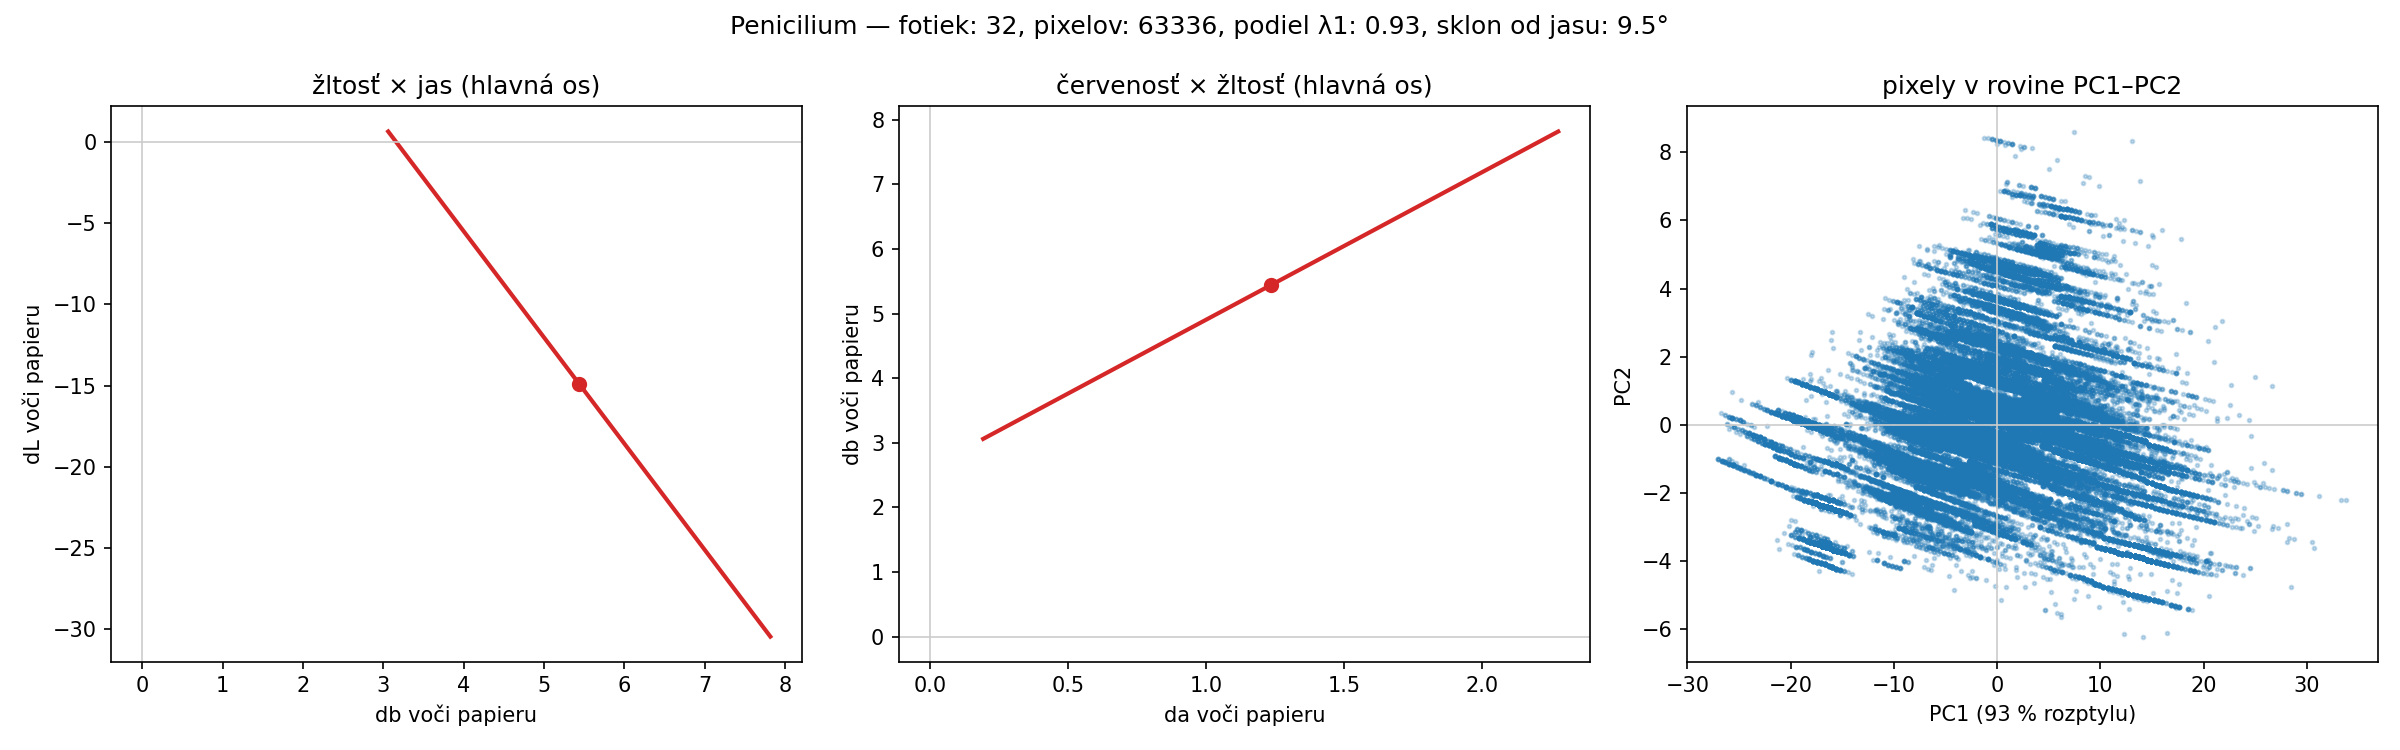 Penicilium — fotiek: 32, pixelov: 63336, podiel λ1: 0.93, sklon od jasu: 9.5°
žltosť × jas (hlavná os)
dL voči papieru
0
−5
−10
−15
−20
−25
−30
0 1 2 3 4 5 6 7 8
db voči papieru
červenosť × žltosť (hlavná os)
db voči papieru
8
7
6
5
4
3
2
1
0
0.0 0.5 1.0 1.5 2.0
da voči papieru
pixely v rovine PC1–PC2
PC2
8
6
4
2
0
−2
−4
−6
−30 −20 −10 0 10 20 30
PC1 (93 % rozptylu)